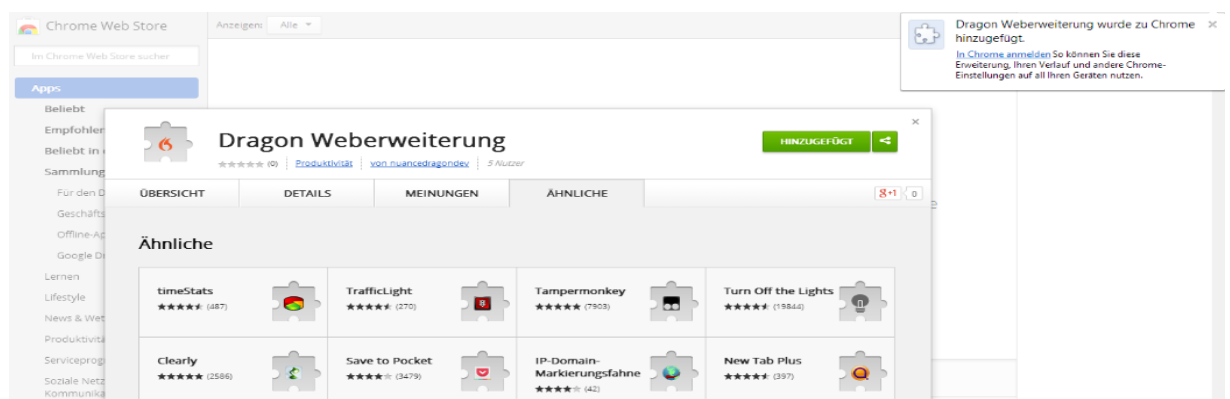 Chrome Web Store
Anzeigen: Alle
Im Chrome Web Store sucher
Apps
Beliebt
Empfohler
Beliebt in
Sammlung
Für den D
Geschäfts
Offline-Ap
Google Di
Lernen
Lifestyle
News & Wet
Produktivitä
Serviceprog
Soziale Netz
Kommunika
Dragon Weberweiterung wurde zu Chrome
hinzugefügt.
In Chrome anmelden So können Sie diese
Erweiterung, Ihren Verlauf und andere Chrome-
Einstellungen auf all Ihren Geräten nutzen.
Dragon Weberweiterung
(0) Produktivität von nuancedragondev 5 Nutzer
HINZUGEFÜGT
ÜBERSICHT DETAILS MEINUNGEN ÄHNLICHE
g+1 0
Ähnliche
timeStats
(487)
TrafficLight
(270)
Tampermonkey
(7903)
Turn Off the Lights
(19844)
Clearly
(2586)
Save to Pocket
(3479)
IP-Domain-
Markierungsfahne
(42)
New Tab Plus
(397)